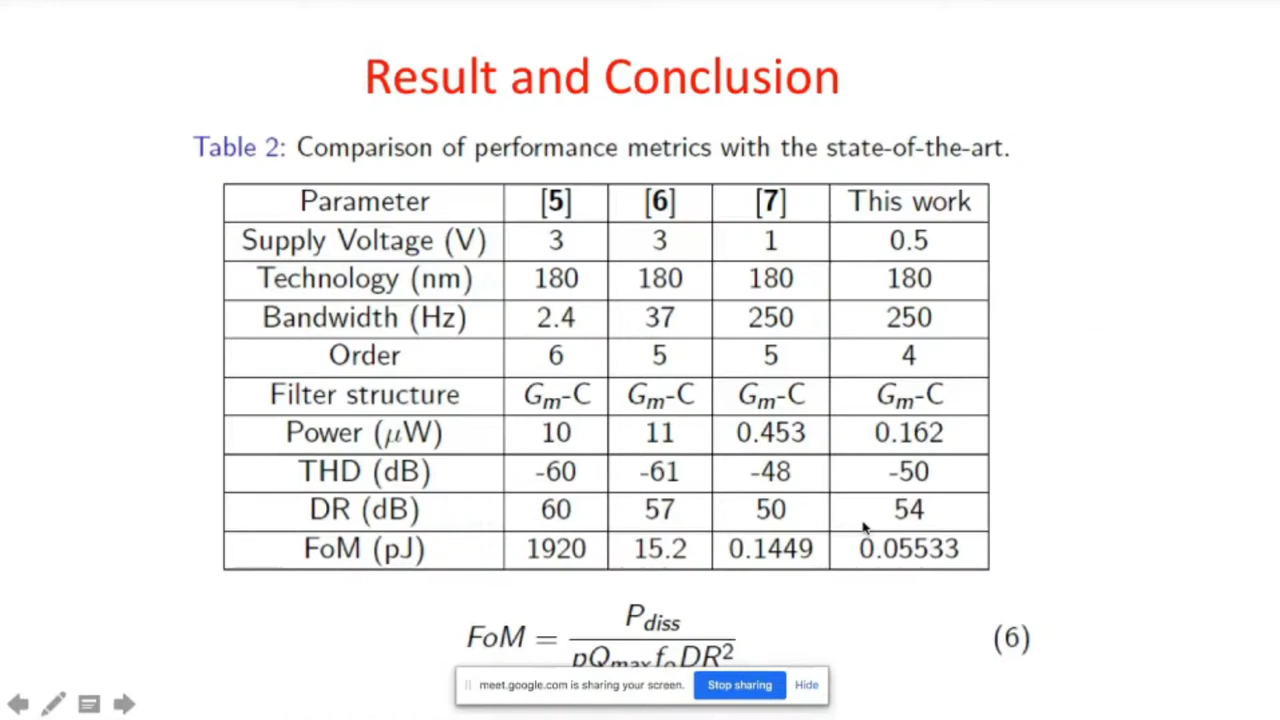 Result and Conclusion
Table 2: Comparison of performance metrics with the state-of-the-art.
Parameter [5] [6] [7] This work
Supply Voltage (V) 3 3 1 0.5
Technology (nm) 180 180 180 180
Bandwidth (Hz) 2.4 37 250 250
Order 6 5 5 4
Filter structure Gm-C Gm-C Gm-C Gm-C
Power (μW) 10 11 0.453 0.162
THD (dB) -60 -61 -48 -50
DR (dB) 60 57 50 54
FoM (pJ) 1920 15.2 0.1449 0.05533
FoM = Pdiss / pQmax fo DR2 (6)
meet.google.com is sharing your screen. Stop sharing Hide